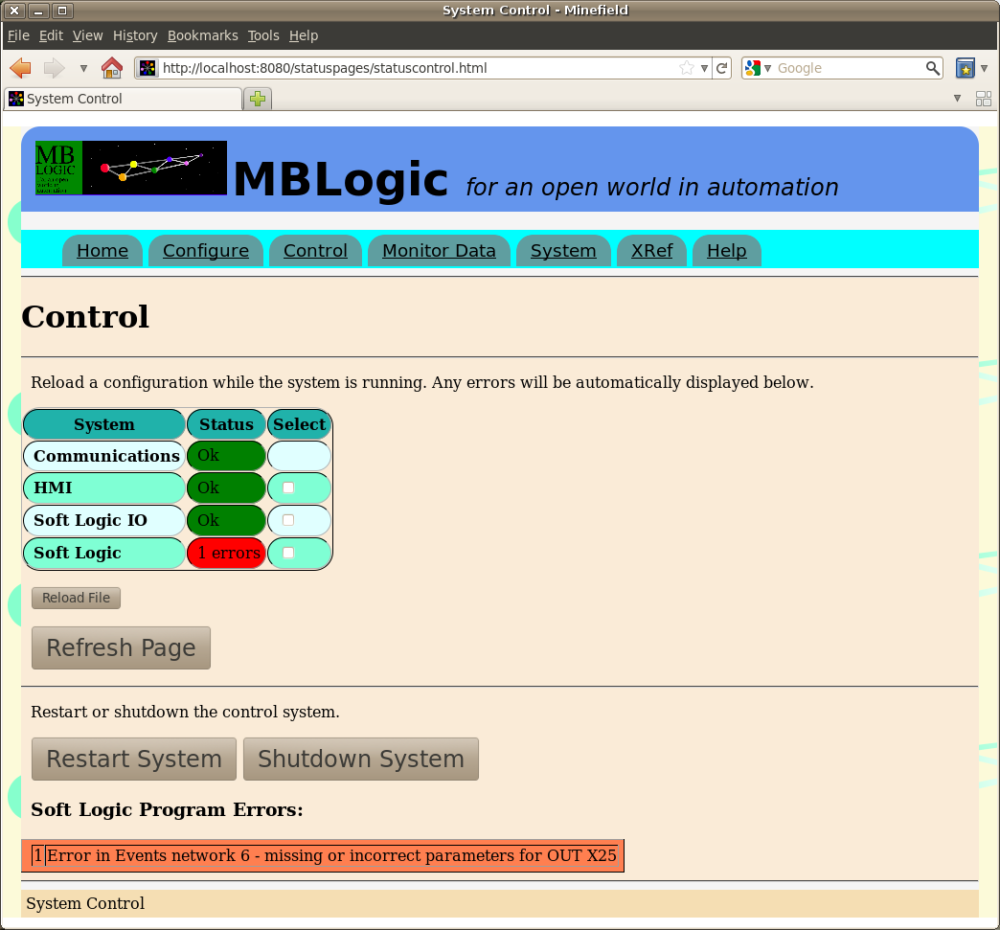 System Control - Minefield
File Edit View History Bookmarks Tools Help
http://localhost:8080/statuspages/statuscontrol.html Google
System Control
MB
LOGIC
MBLogic for an open world in automation
Home Configure Control Monitor Data System XRef Help
Control
Reload a configuration while the system is running. Any errors will be automatically displayed below.
System Status Select
Communications Ok
HMI Ok
Soft Logic IO Ok
Soft Logic 1 errors
Reload File
Refresh Page
Restart or shutdown the control system.
Restart System Shutdown System
Soft Logic Program Errors:
1 Error in Events network 6 - missing or incorrect parameters for OUT X25
System Control